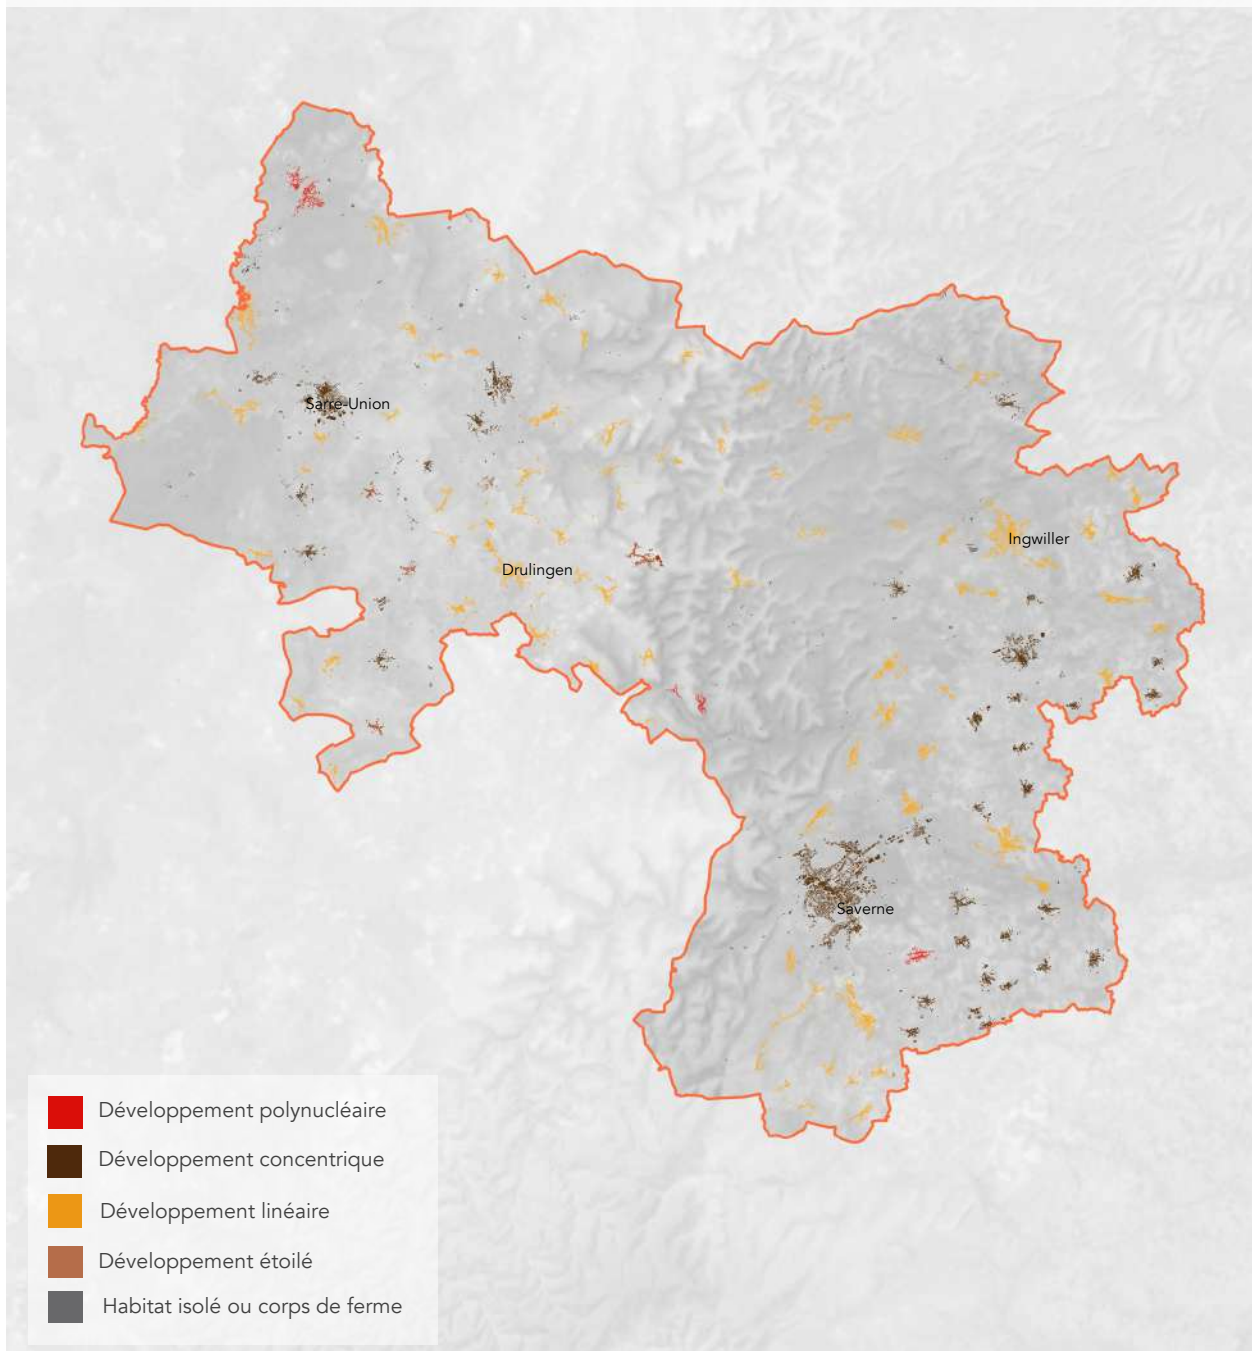 Sarre-Union
Ingwiller
Drulingen
Saverne
Développement polynucléaire
Développement concentrique
Développement linéaire
Développement étoilé
Habitat isolé ou corps de ferme